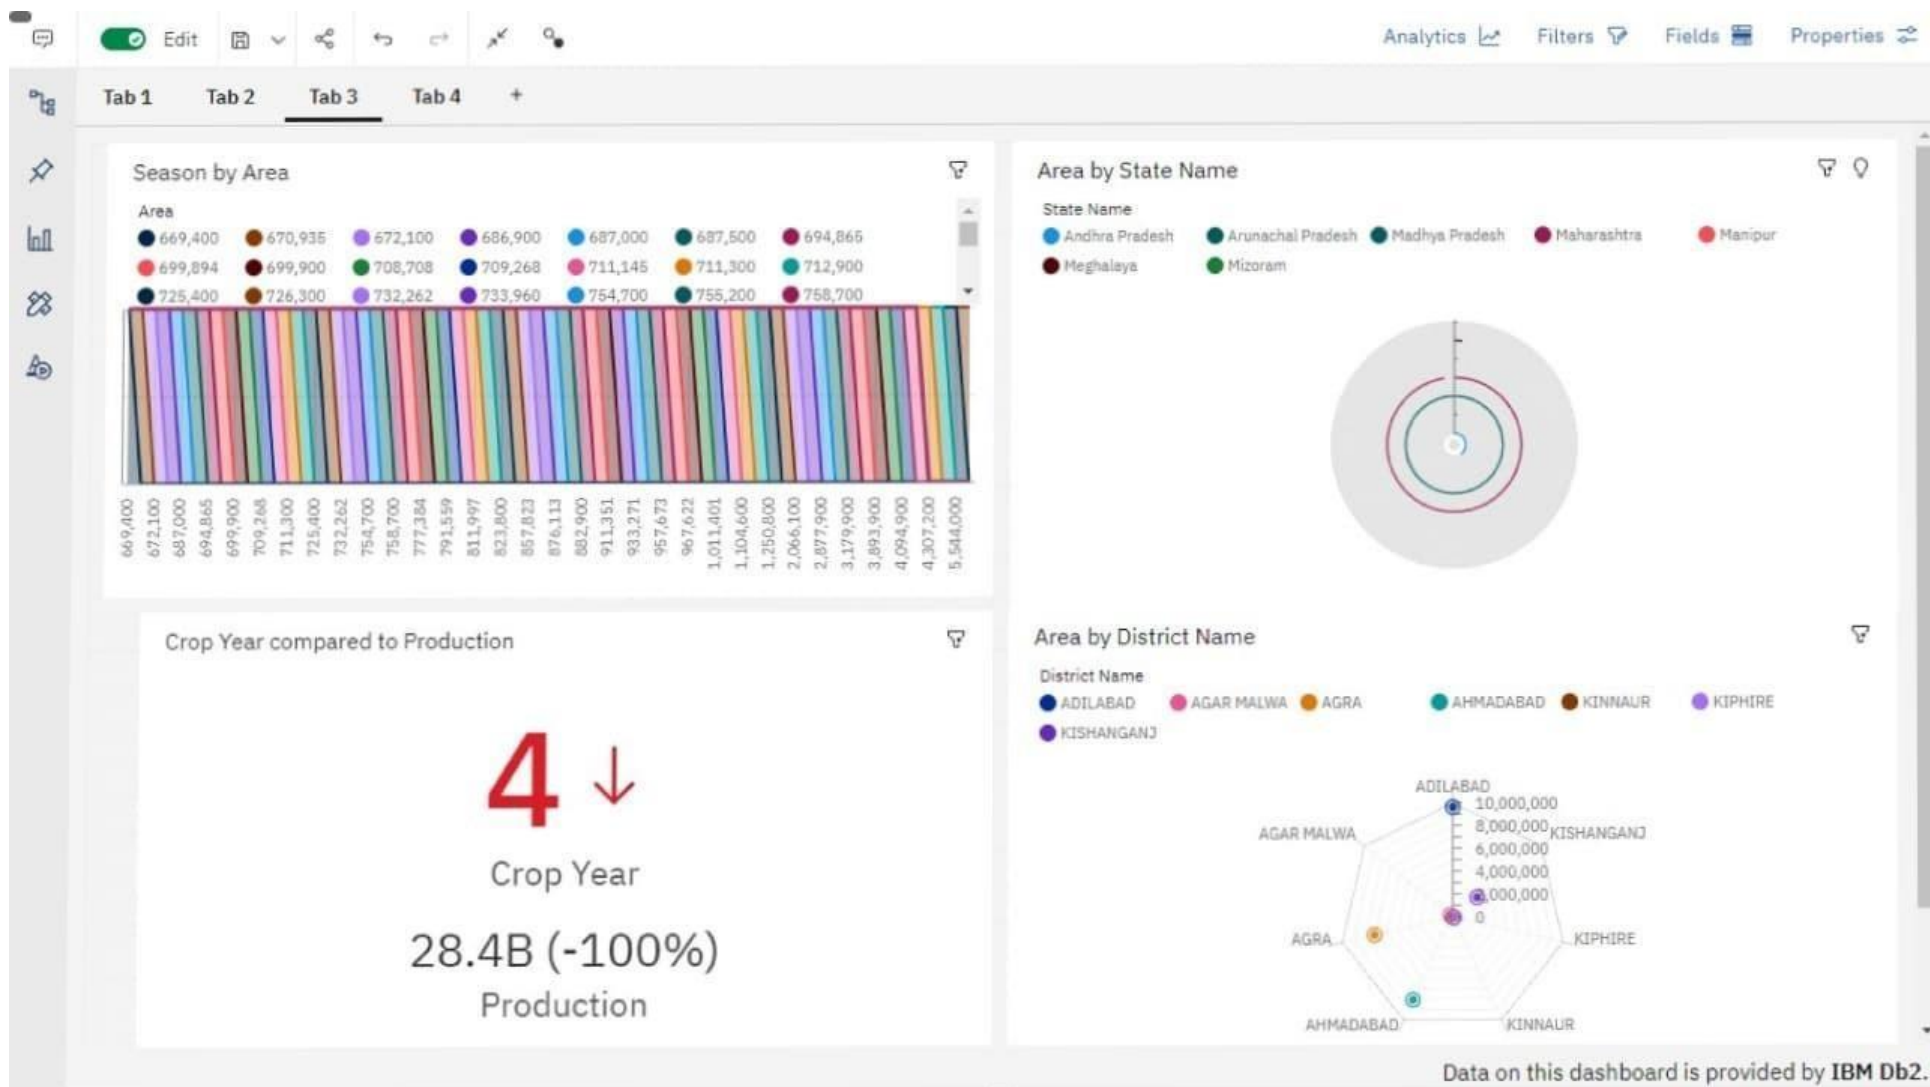 Edit
Analytics Filters Fields Properties
Tab 1 Tab 2 Tab 3 Tab 4 +
Season by Area
Area
669,400 670,935 672,100 686,900 687,000 687,500 694,865
699,894 699,900 708,708 709,268 711,145 711,300 712,900
725,400 726,300 732,262 733,960 754,700 755,200 758,700
669,400 672,100 687,000 694,865 699,900 709,268 711,300 725,400 732,262 754,700 758,700 777,384 791,559 811,997 823,800 857,823 876,113 882,900 911,351 933,271 957,673 967,622 1,011,401 1,104,600 1,250,800 2,066,100 2,877,900 3,179,900 3,893,900 4,094,900 4,307,200 5,544,000
Area by State Name
State Name
Andhra Pradesh Arunachal Pradesh Madhya Pradesh Maharashtra Manipur
Meghalaya Mizoram
Crop Year compared to Production
4
Crop Year
28.4B (-100%)
Production
Area by District Name
District Name
ADILABAD AGAR MALWA AGRA AHMADABAD KINNAUR KIPHIRE
KISHANGANJ
ADILABAD
10,000,000
AGAR MALWA 8,000,000 KISHANGANJ
6,000,000
4,000,000
,000,000
0
AGRA KIPHIRE
AHMADABAD KINNAUR
Data on this dashboard is provided by IBM Db2.